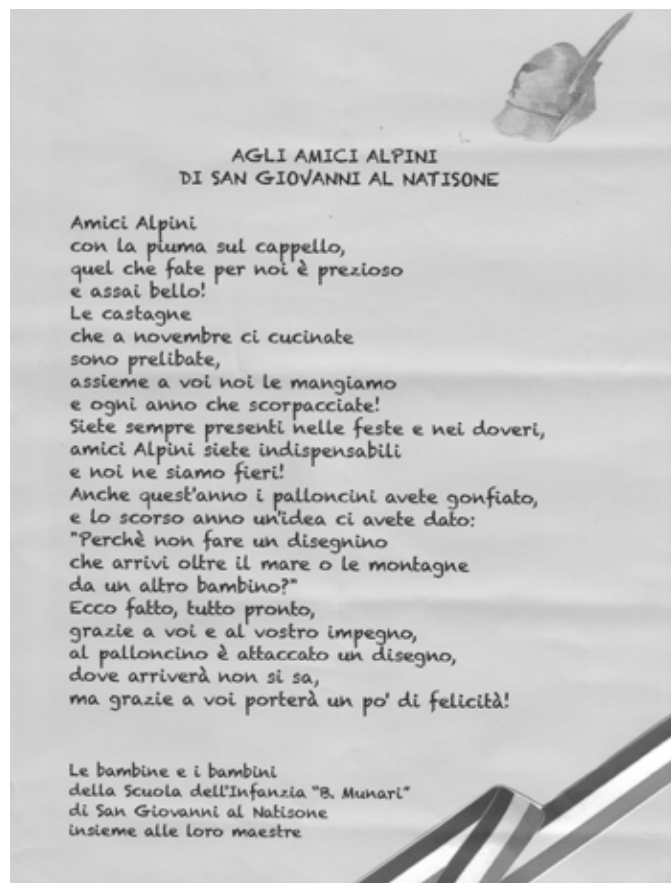 AGLI AMICI ALPINI
DI SAN GIOVANNI AL NATISONE
Amici Alpini
con la piuma sul cappello,
quel che fate per noi è prezioso
e assai bello!
Le castagne
che a novembre ci cucinate
sono prelibate,
assieme a voi noi le mangiamo
e ogni anno che scorpacciate!
Siete sempre presenti nelle feste e nei doveri,
amici Alpini siete indispensabili
e noi ne siamo fieri!
Anche quest'anno i palloncini avete gonfiato,
e lo scorso anno un'idea ci avete dato:
"Perchè non fare un disegnino
che arrivi oltre il mare o le montagne
da un altro bambino?"
Ecco fatto, tutto pronto,
grazie a voi e al vostro impegno,
al palloncino è attaccato un disegno,
dove arriverà non si sa,
ma grazie a voi porterà un po' di felicità!
Le bambine e i bambini
della Scuola dell'Infanzia "B. Munari"
di San Giovanni al Natisone
insieme alle loro maestre